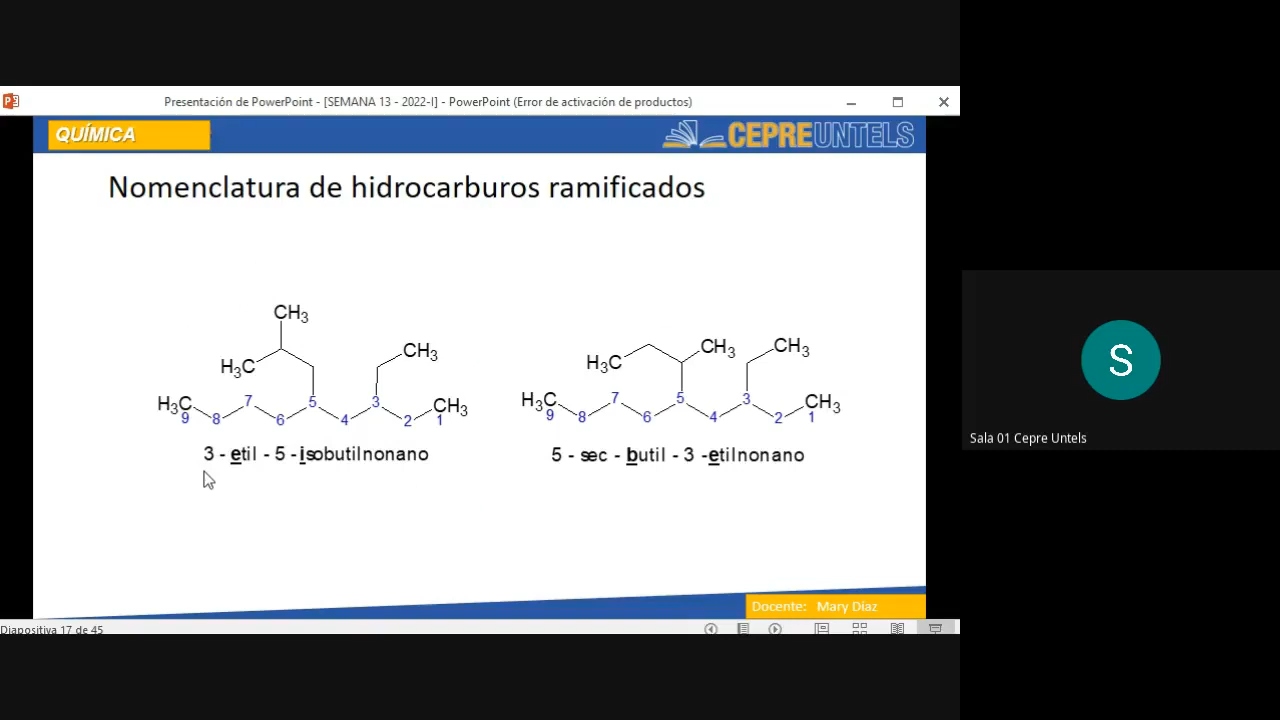 Presentación de PowerPoint - [SEMANA 13 - 2022-I] - PowerPoint (Error de activación de productos)
QUÍMICA
CEPREUNTELS
Nomenclatura de hidrocarburos ramificados
CH3
H3C
CH3
H3C
CH3
9 8 7 6 5 4 3 2 1
3 - etil - 5 - isobutilnonano
H3C
CH3
CH3
H3C
CH3
9 8 7 6 5 4 3 2 1
5 - sec - butil - 3 -etilnonano
S
Sala 01 Cepre Untels
Docente: Mary Diaz
Diapositiva 17 de 45